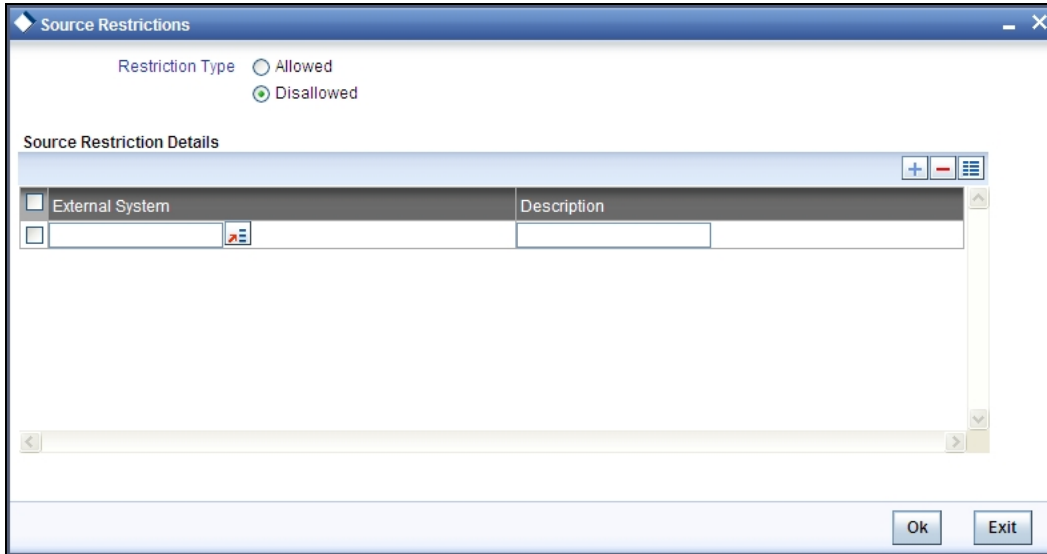 Source Restrictions
Restriction Type Allowed
Disallowed
Source Restriction Details
External System Description
Ok Exit